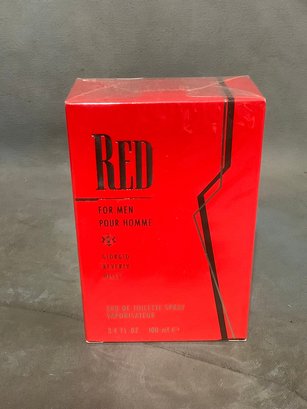 RED
FOR MEN
POUR HOMME
GIORGIO
BEVERLY
HILLS
EAU DE TOILETTE SPRAY
VAPORISATEUR
3.4 FL OZ. 100 ml ℮